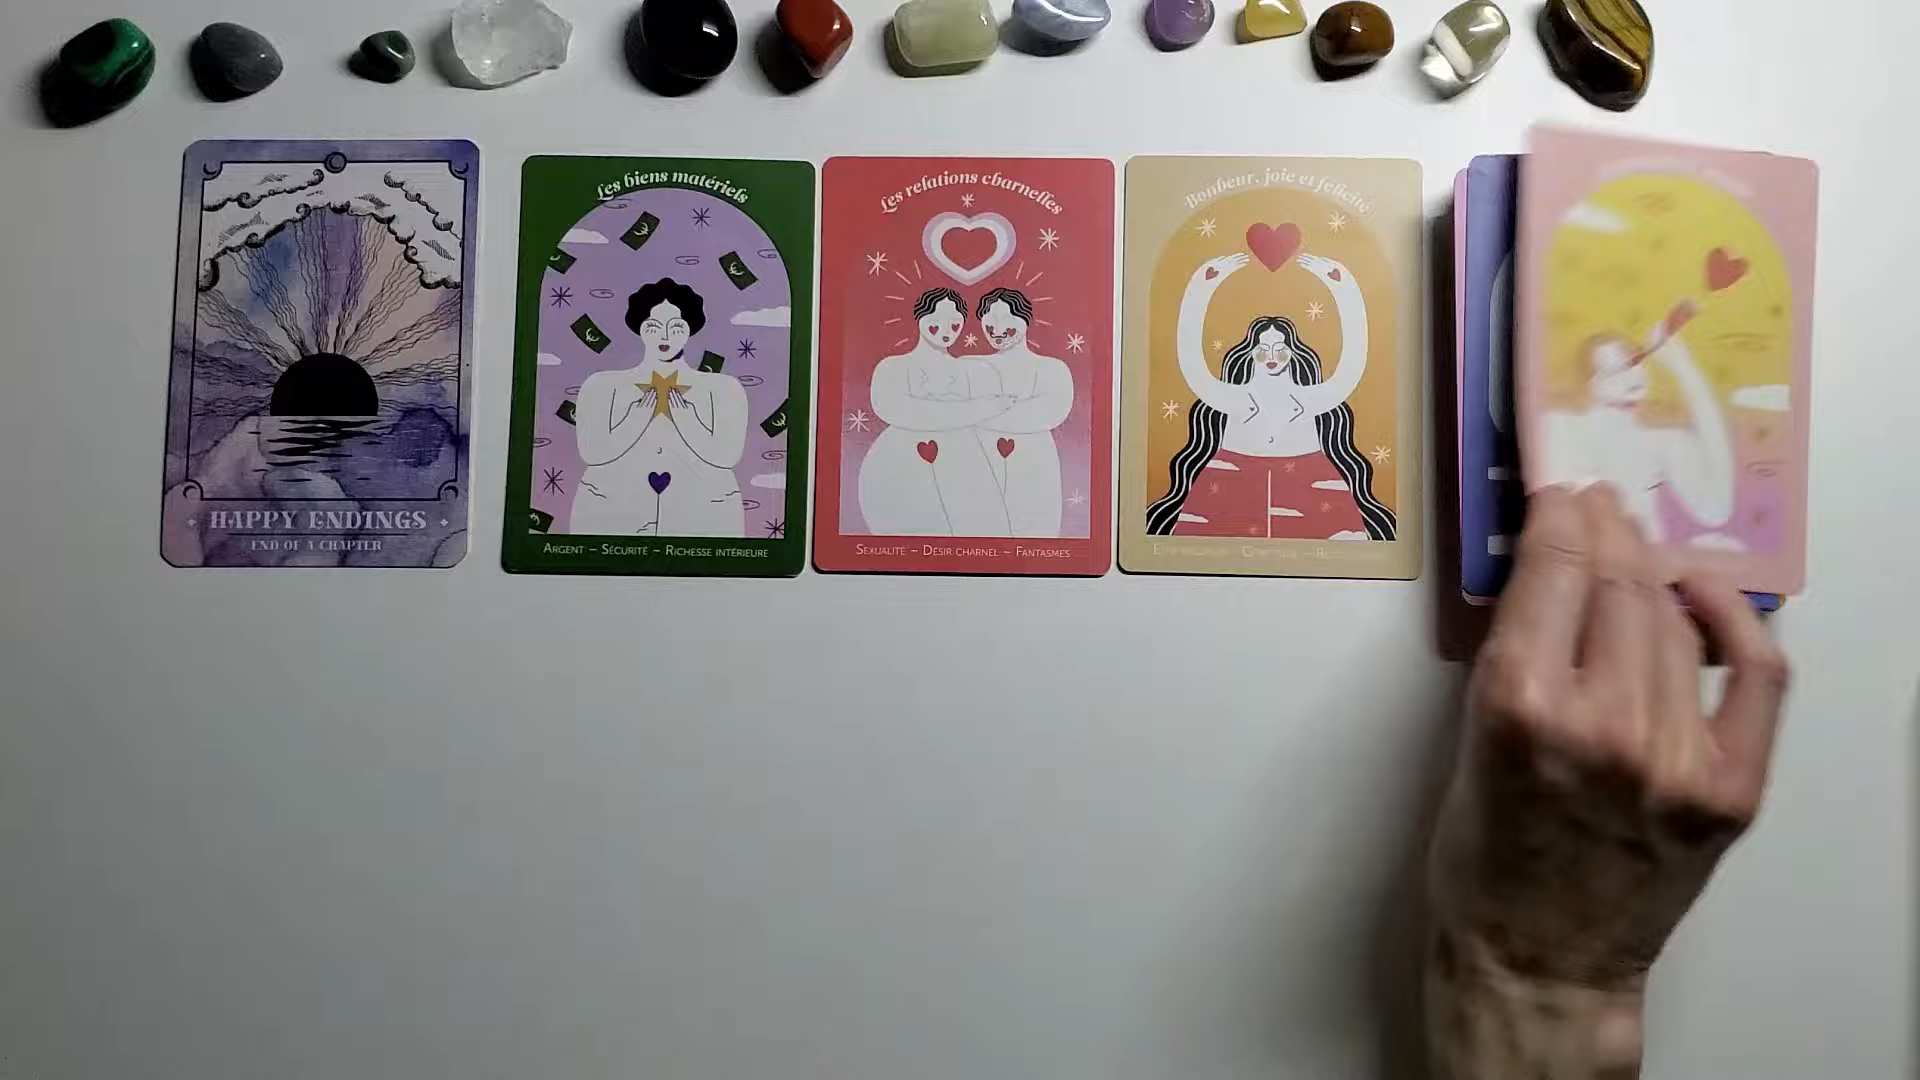 HAPPY ENDINGS
END OF A CHAPTER
Les biens matériels
ARGENT – SÉCURITÉ – RICHESSE INTÉRIEURE
Les relations charnelles
SEXUALITÉ – DÉSIR CHARNEL – FANTASMES
Bonheur, joie et félicité